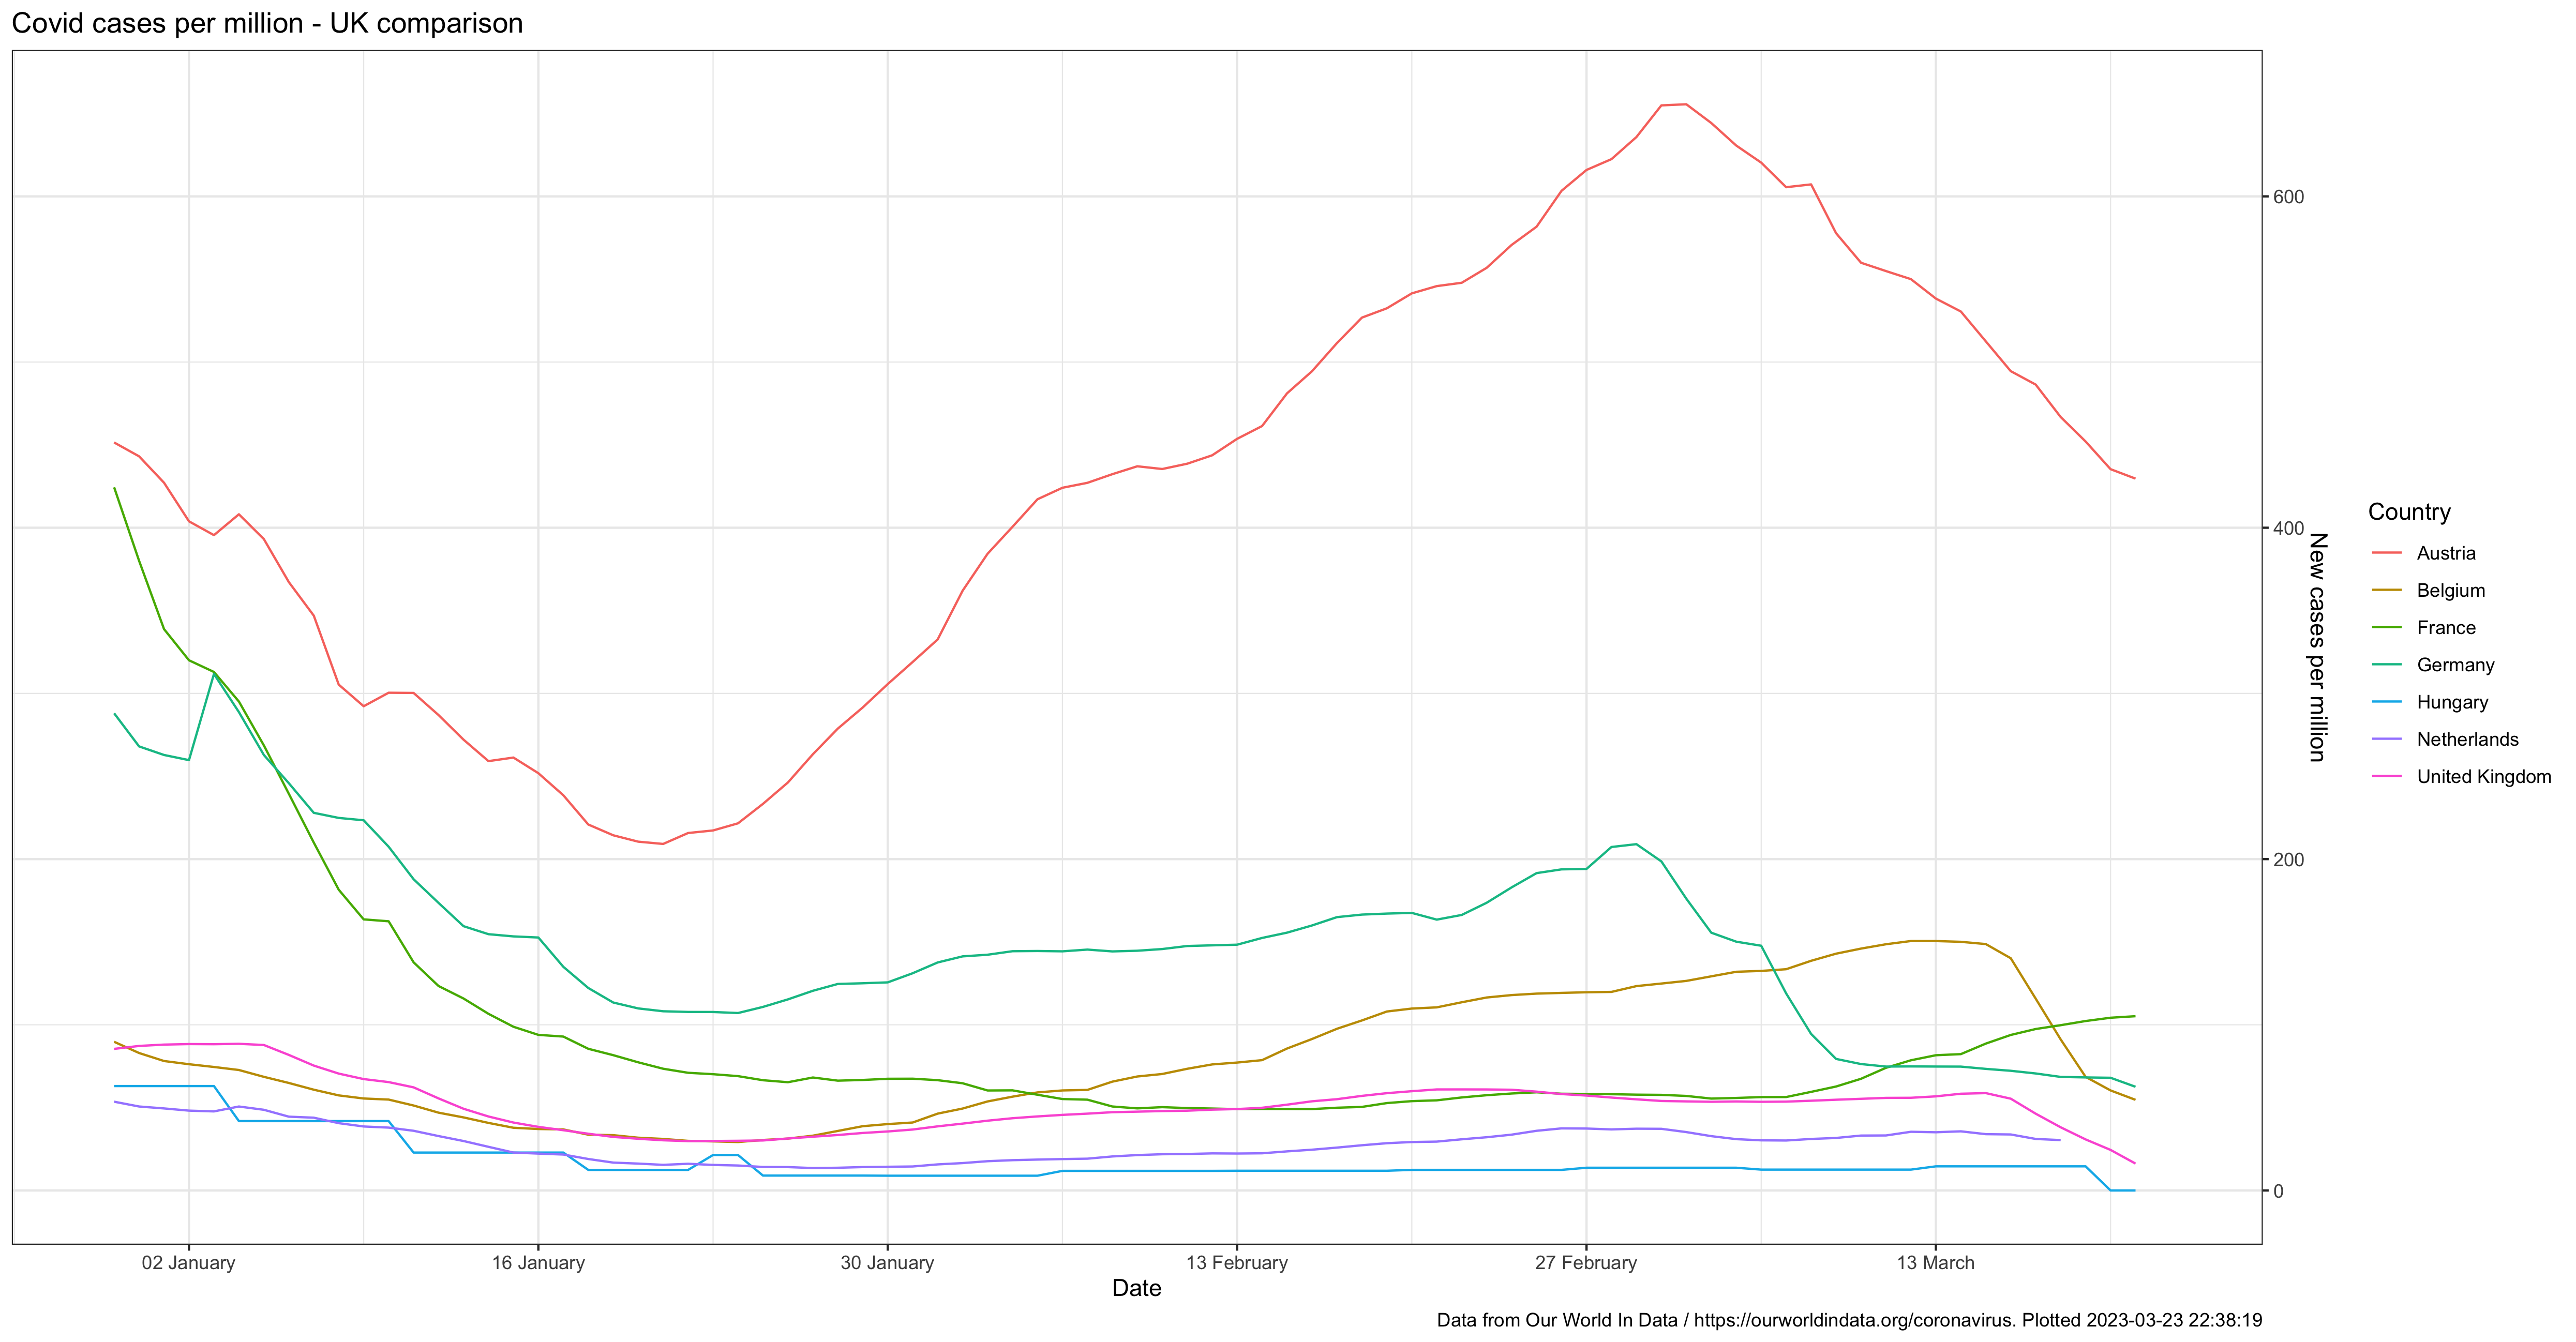 Covid cases per million - UK comparison
600
400
200
0
New cases per million
02 January
16 January
30 January
13 February
27 February
13 March
Date
Country
Austria
Belgium
France
Germany
Hungary
Netherlands
United Kingdom
Data from Our World In Data / https://ourworldindata.org/coronavirus. Plotted 2023-03-23 22:38:19